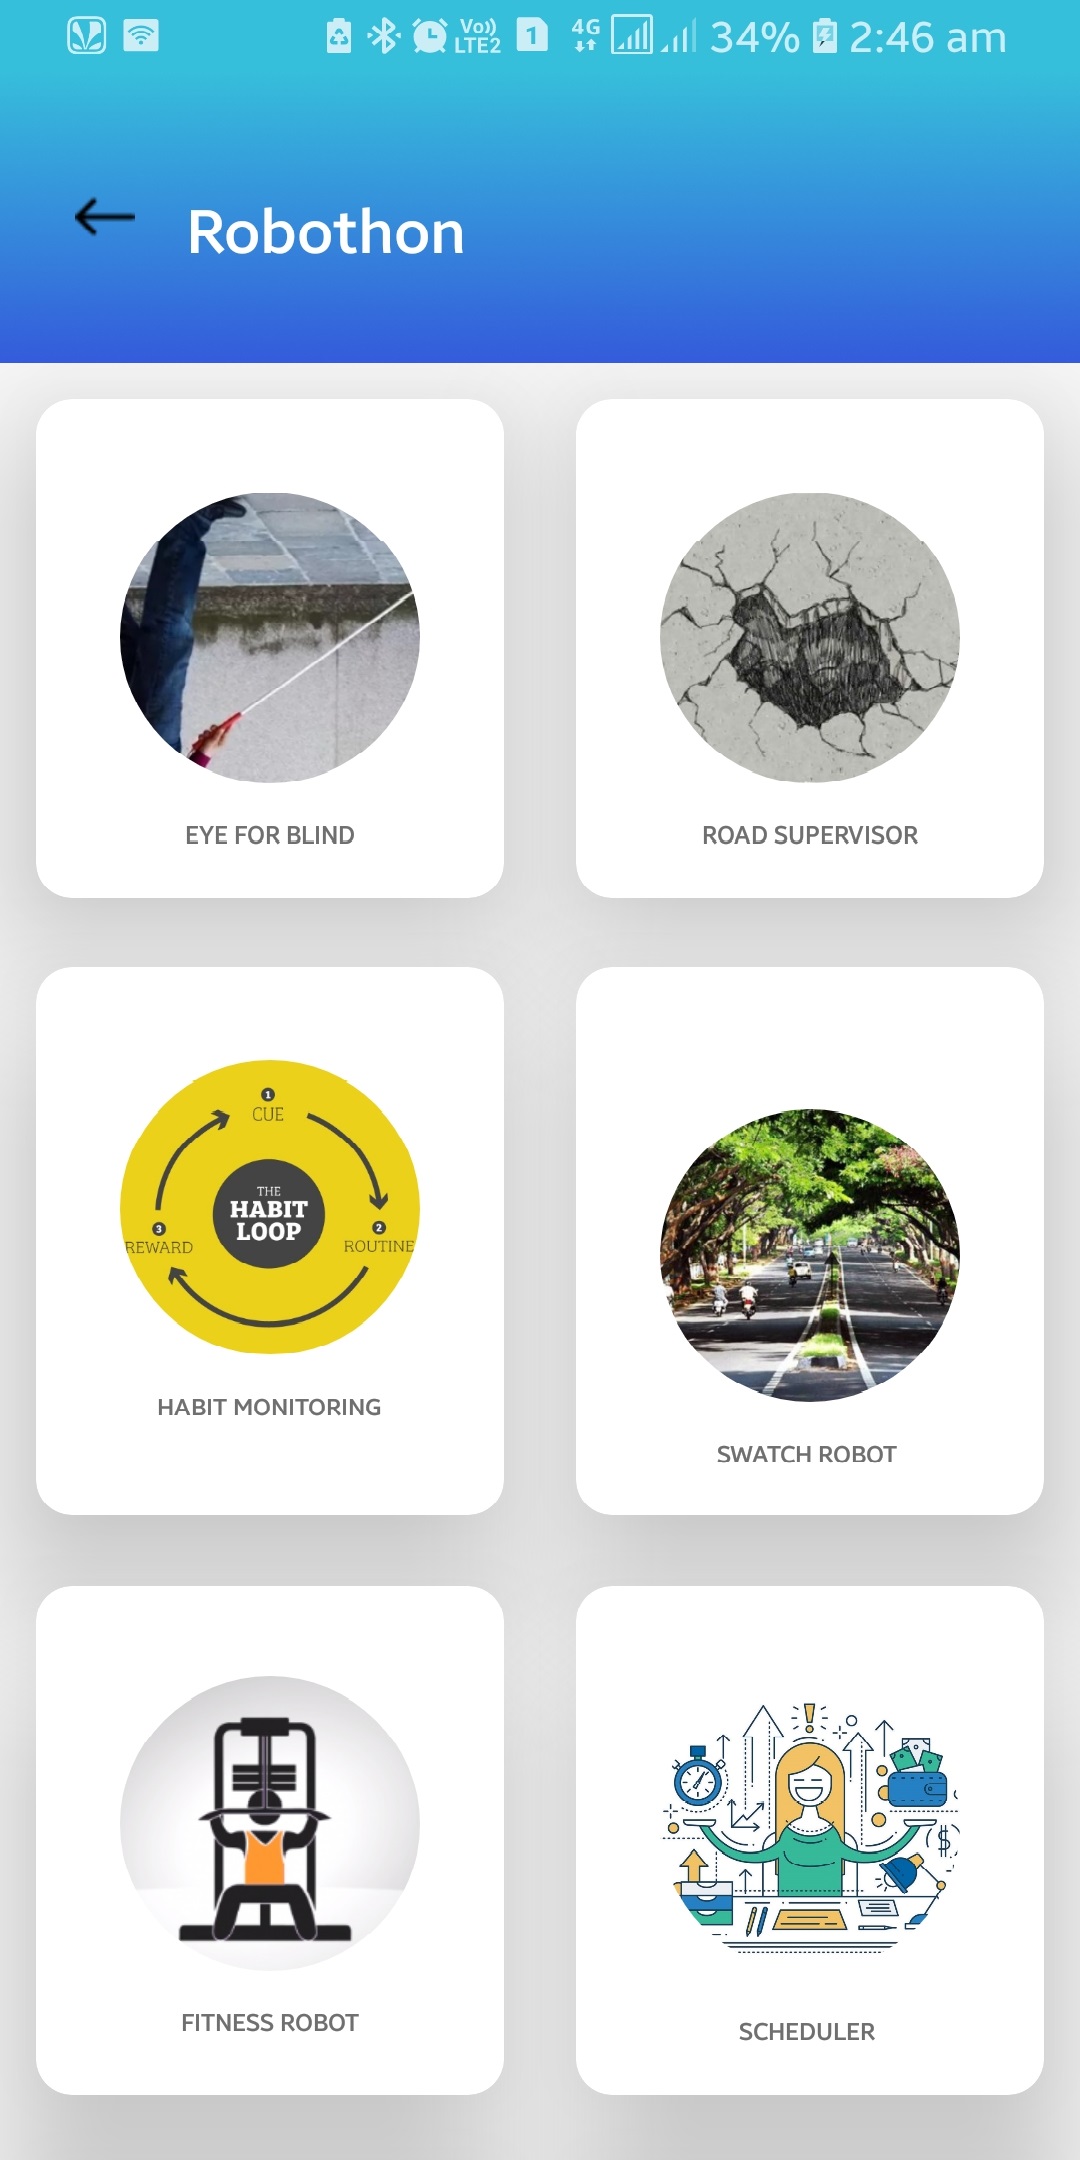 Vo))
LTE2
1
4G
34%
2:46 am
Robothon
EYE FOR BLIND
ROAD SUPERVISOR
1
CUE
THE
HABIT
LOOP
3
REWARD
2
ROUTINE
HABIT MONITORING
SWATCH ROBOT
$
FITNESS ROBOT
SCHEDULER